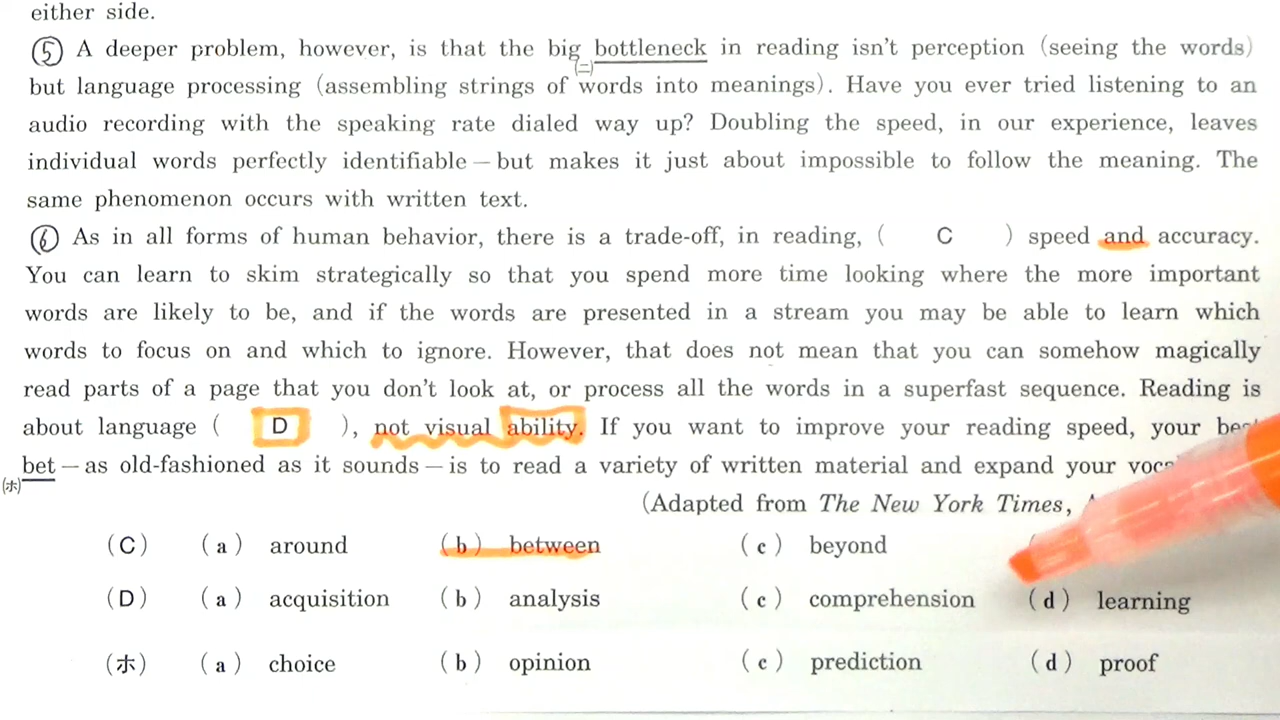 either side.
⑤ A deeper problem, however, is that the big bottleneck in reading isn't perception (seeing the words)
(ニ)
but language processing (assembling strings of words into meanings). Have you ever tried listening to an
audio recording with the speaking rate dialed way up? Doubling the speed, in our experience, leaves
individual words perfectly identifiable—but makes it just about impossible to follow the meaning. The
same phenomenon occurs with written text.
⑥ As in all forms of human behavior, there is a trade-off, in reading, ( C ) speed and accuracy.
You can learn to skim strategically so that you spend more time looking where the more important
words are likely to be, and if the words are presented in a stream you may be able to learn which
words to focus on and which to ignore. However, that does not mean that you can somehow magically
read parts of a page that you don't look at, or process all the words in a superfast sequence. Reading is
about language ( D ), not visual ability. If you want to improve your reading speed, your
bet—as old-fashioned as it sounds—is to read a variety of written material and expand your
(ホ)
(Adapted from The New York Times,
(C) (a) around (b) between (c) beyond
(D) (a) acquisition (b) analysis (c) comprehension (d) learning
(ホ) (a) choice (b) opinion (c) prediction (d) proof